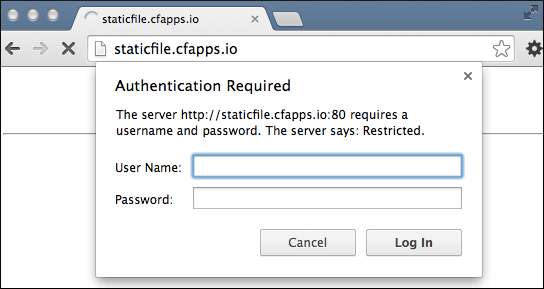 staticfile.cfapps.io
staticfile.cfapps.io
Authentication Required
The server http://staticfile.cfapps.io:80 requires a
username and password. The server says: Restricted.
User Name:
Password:
Cancel
Log In